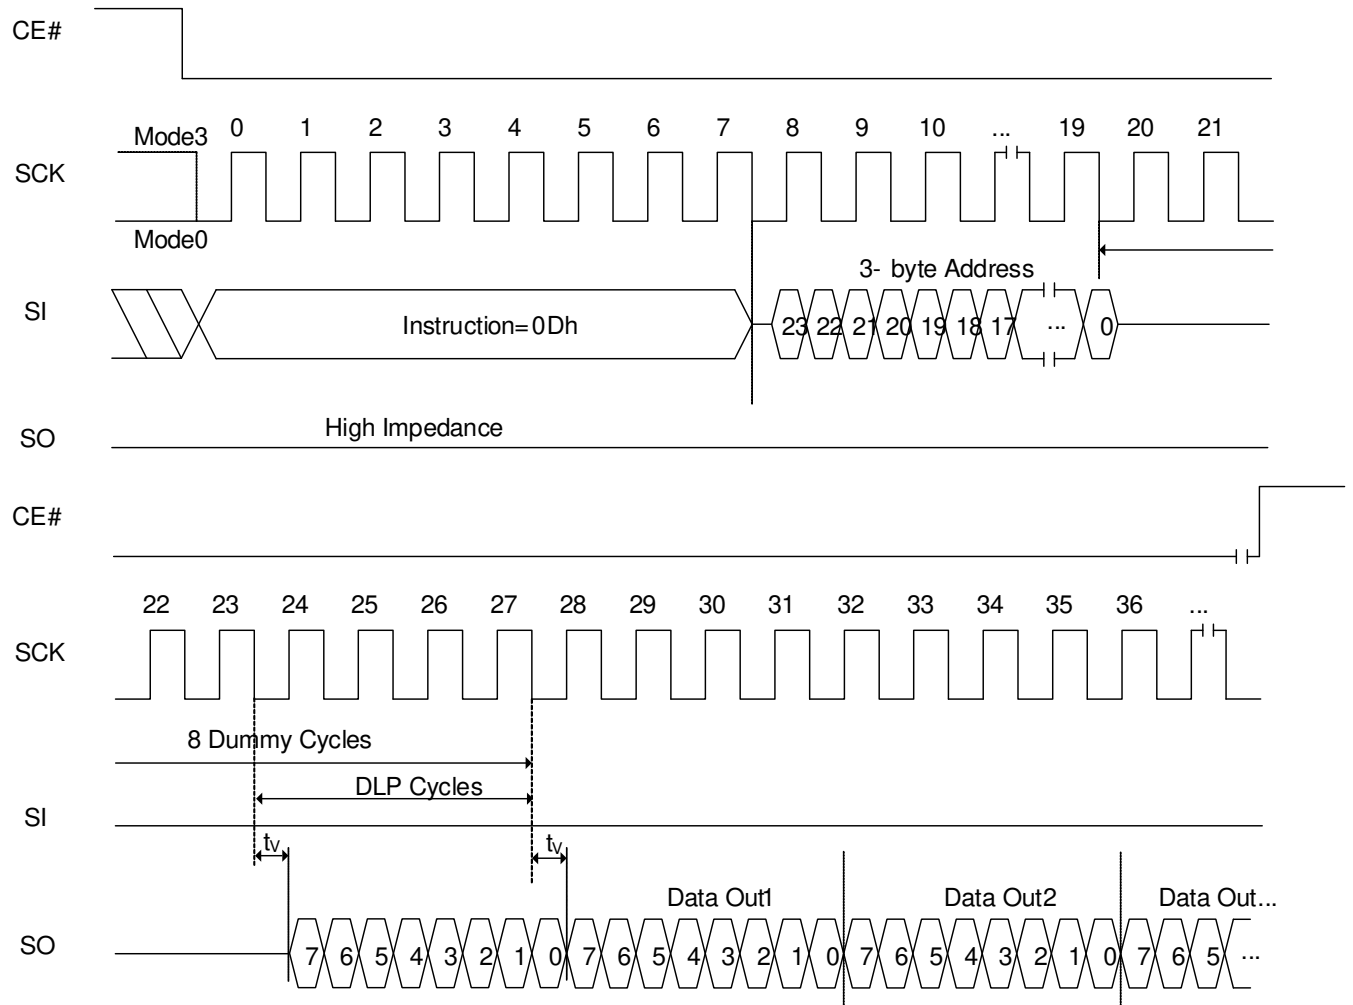 CE#
Mode3 0 1 2 3 4 5 6 7 8 9 10 ... 19 20 21
SCK
Mode0
3- byte Address
SI Instruction=0Dh 23 22 21 20 19 18 17 ... 0
High Impedance
SO
CE#
22 23 24 25 26 27 28 29 30 31 32 33 34 35 36 ...
SCK
8 Dummy Cycles
DLP Cycles
SI
tV tV
Data Out1 Data Out2 Data Out...
SO 7 6 5 4 3 2 1 0 7 6 5 4 3 2 1 0 7 6 5 4 3 2 1 0 7 6 5 ...